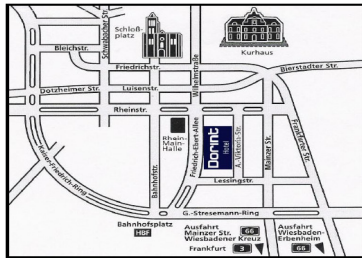 Schwalbacher Str.
Schloß-
platz
Kurhaus
Bleichstr.
Friedrichstr.
Wilhelmstraße
Bierstadter Str.
Dotzheimer Str.
Luisenstr.
Rheinstr.
Rhein-
Main-
Halle
Friedrich-Ebert-Allee
Dorint
Hotel
A.-Viktoria-Str.
Mainzer Str.
Frankfurter Str.
Kaiser-Friedrich-Ring
Bahnhofstr.
Lessingstr.
G.-Stresemann-Ring
Bahnhofsplatz
HBF
Ausfahrt
Mainzer Str.
66
Wiesbadener Kreuz
Frankfurt
3
Ausfahrt
Wiesbaden-
Erbenheim
66